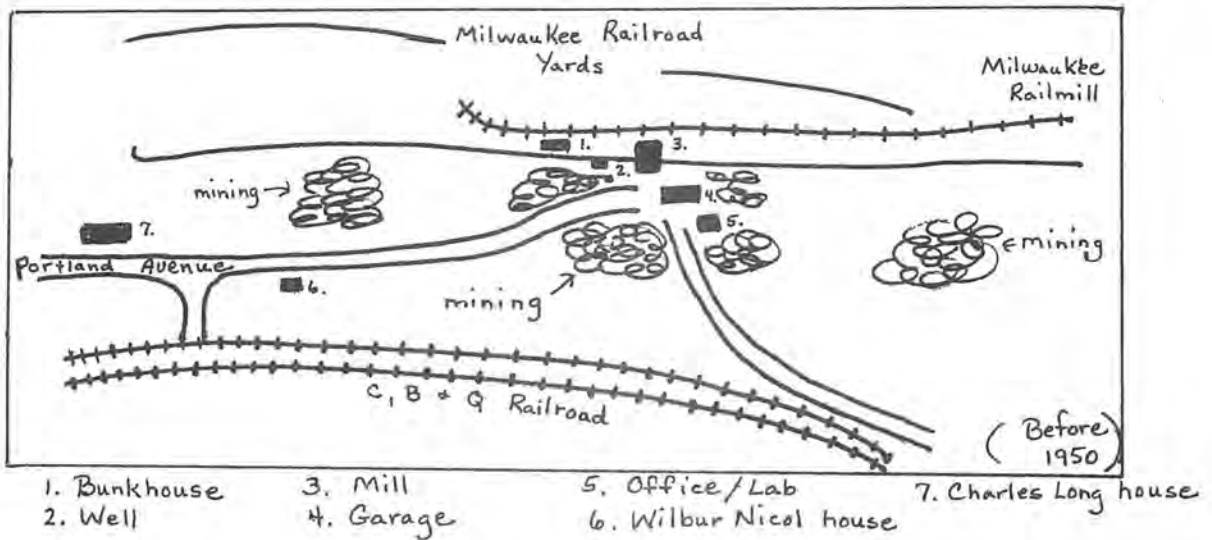 Milwaukee Railroad
Yards
Milwaukee
Railmill
1.
3.
2.
mining →
4.
5.
7.
← mining
Portland Avenue
6.
mining
C, B & Q Railroad
( Before
1950 )
1. Bunkhouse
3. Mill
5. Office/Lab
7. Charles Long house
2. Well
4. Garage
6. Wilbur Nicol house